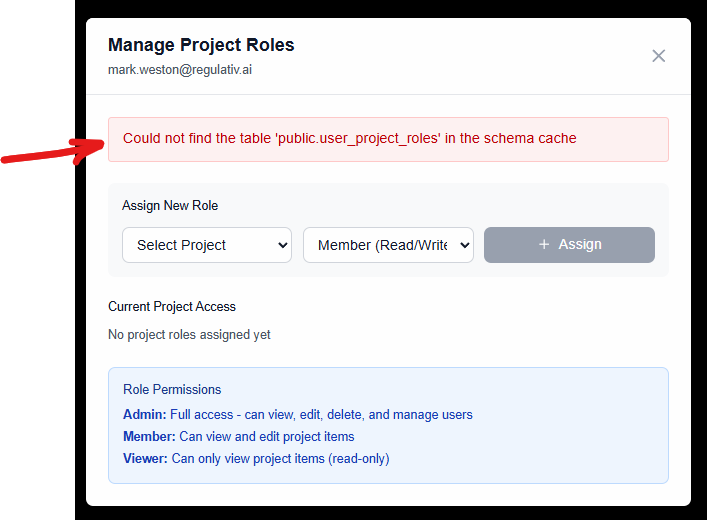 Manage Project Roles
mark.weston@regulativ.ai
Could not find the table 'public.user_project_roles' in the schema cache
Assign New Role
Select Project
Member (Read/Write
+ Assign
Current Project Access
No project roles assigned yet
Role Permissions
Admin: Full access - can view, edit, delete, and manage users
Member: Can view and edit project items
Viewer: Can only view project items (read-only)